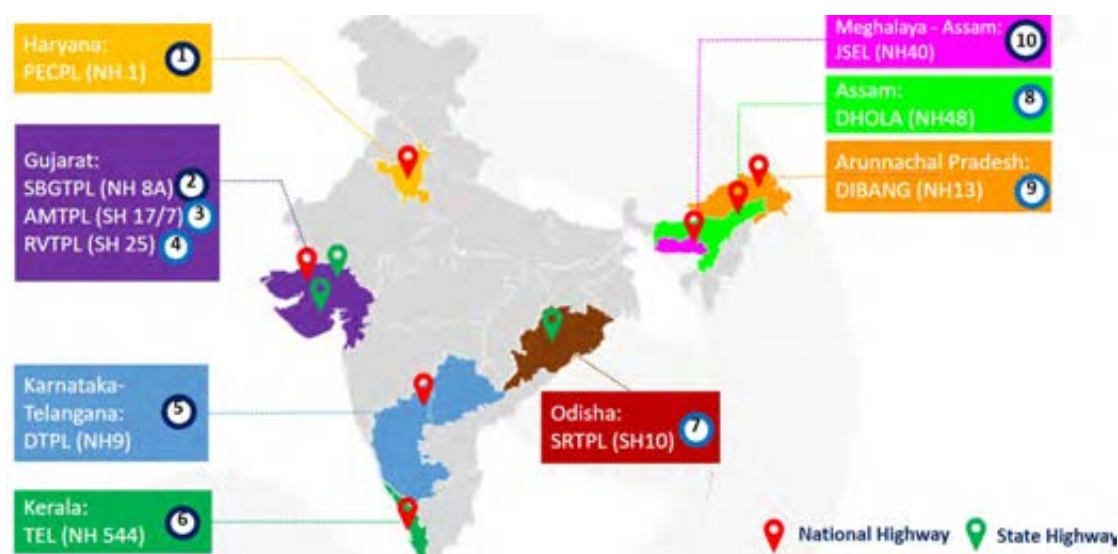 Haryana:
PECPL (NH 1)
1
Gujarat:
SBGTPL (NH 8A)
2
AMTPL (SH 17/7)
3
RVTPL (SH 25)
4
Karnataka-
Telangana:
DTPL (NH9)
5
Kerala:
TEL (NH 544)
6
Odisha:
SRTPL (SH10)
7
Meghalaya - Assam:
JSEL (NH40)
10
Assam:
DHOLA (NH48)
8
Arunnachal Pradesh:
DIBANG (NH13)
9
National Highway
State Highway